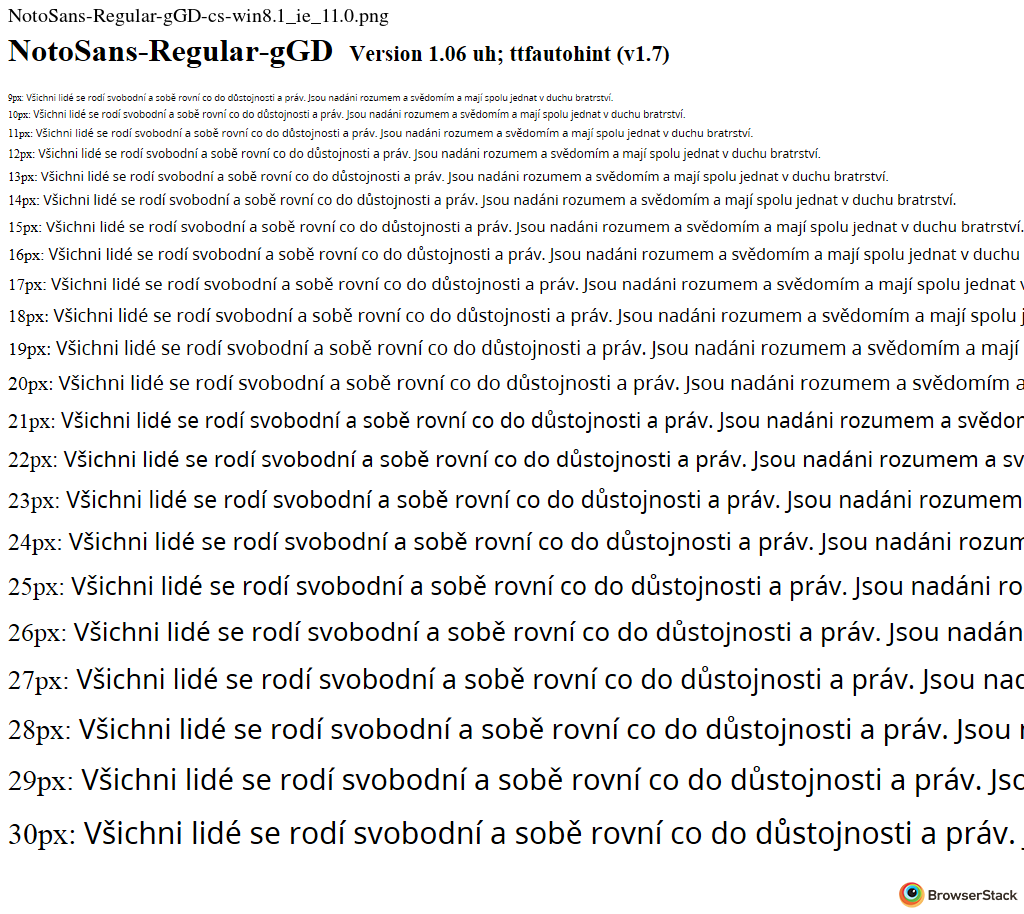 NotoSans-Regular-gGD-cs-win8.1_ie_11.0.png
NotoSans-Regular-gGD Version 1.06 uh; ttfautohint (v1.7)
9px: Všichni lidé se rodí svobodní a sobě rovní co do důstojnosti a práv. Jsou nadáni rozumem a svědomím a mají spolu jednat v duchu bratrství.
10px: Všichni lidé se rodí svobodní a sobě rovní co do důstojnosti a práv. Jsou nadáni rozumem a svědomím a mají spolu jednat v duchu bratrství.
11px: Všichni lidé se rodí svobodní a sobě rovní co do důstojnosti a práv. Jsou nadáni rozumem a svědomím a mají spolu jednat v duchu bratrství.
12px: Všichni lidé se rodí svobodní a sobě rovní co do důstojnosti a práv. Jsou nadáni rozumem a svědomím a mají spolu jednat v duchu bratrství.
13px: Všichni lidé se rodí svobodní a sobě rovní co do důstojnosti a práv. Jsou nadáni rozumem a svědomím a mají spolu jednat v duchu bratrství.
14px: Všichni lidé se rodí svobodní a sobě rovní co do důstojnosti a práv. Jsou nadáni rozumem a svědomím a mají spolu jednat v duchu bratrství.
15px: Všichni lidé se rodí svobodní a sobě rovní co do důstojnosti a práv. Jsou nadáni rozumem a svědomím a mají spolu jednat v duchu bratrství.
16px: Všichni lidé se rodí svobodní a sobě rovní co do důstojnosti a práv. Jsou nadáni rozumem a svědomím a mají spolu jednat v duchu
17px: Všichni lidé se rodí svobodní a sobě rovní co do důstojnosti a práv. Jsou nadáni rozumem a svědomím a mají spolu jednat v
18px: Všichni lidé se rodí svobodní a sobě rovní co do důstojnosti a práv. Jsou nadáni rozumem a svědomím a mají spolu j
19px: Všichni lidé se rodí svobodní a sobě rovní co do důstojnosti a práv. Jsou nadáni rozumem a svědomím a mají
20px: Všichni lidé se rodí svobodní a sobě rovní co do důstojnosti a práv. Jsou nadáni rozumem a svědomím a
21px: Všichni lidé se rodí svobodní a sobě rovní co do důstojnosti a práv. Jsou nadáni rozumem a svědor
22px: Všichni lidé se rodí svobodní a sobě rovní co do důstojnosti a práv. Jsou nadáni rozumem a sv
23px: Všichni lidé se rodí svobodní a sobě rovní co do důstojnosti a práv. Jsou nadáni rozumem
24px: Všichni lidé se rodí svobodní a sobě rovní co do důstojnosti a práv. Jsou nadáni rozum
25px: Všichni lidé se rodí svobodní a sobě rovní co do důstojnosti a práv. Jsou nadáni ro
26px: Všichni lidé se rodí svobodní a sobě rovní co do důstojnosti a práv. Jsou nadán
27px: Všichni lidé se rodí svobodní a sobě rovní co do důstojnosti a práv. Jsou nad
28px: Všichni lidé se rodí svobodní a sobě rovní co do důstojnosti a práv. Jsou
29px: Všichni lidé se rodí svobodní a sobě rovní co do důstojnosti a práv. Jso
30px: Všichni lidé se rodí svobodní a sobě rovní co do důstojnosti a práv.
BrowserStack